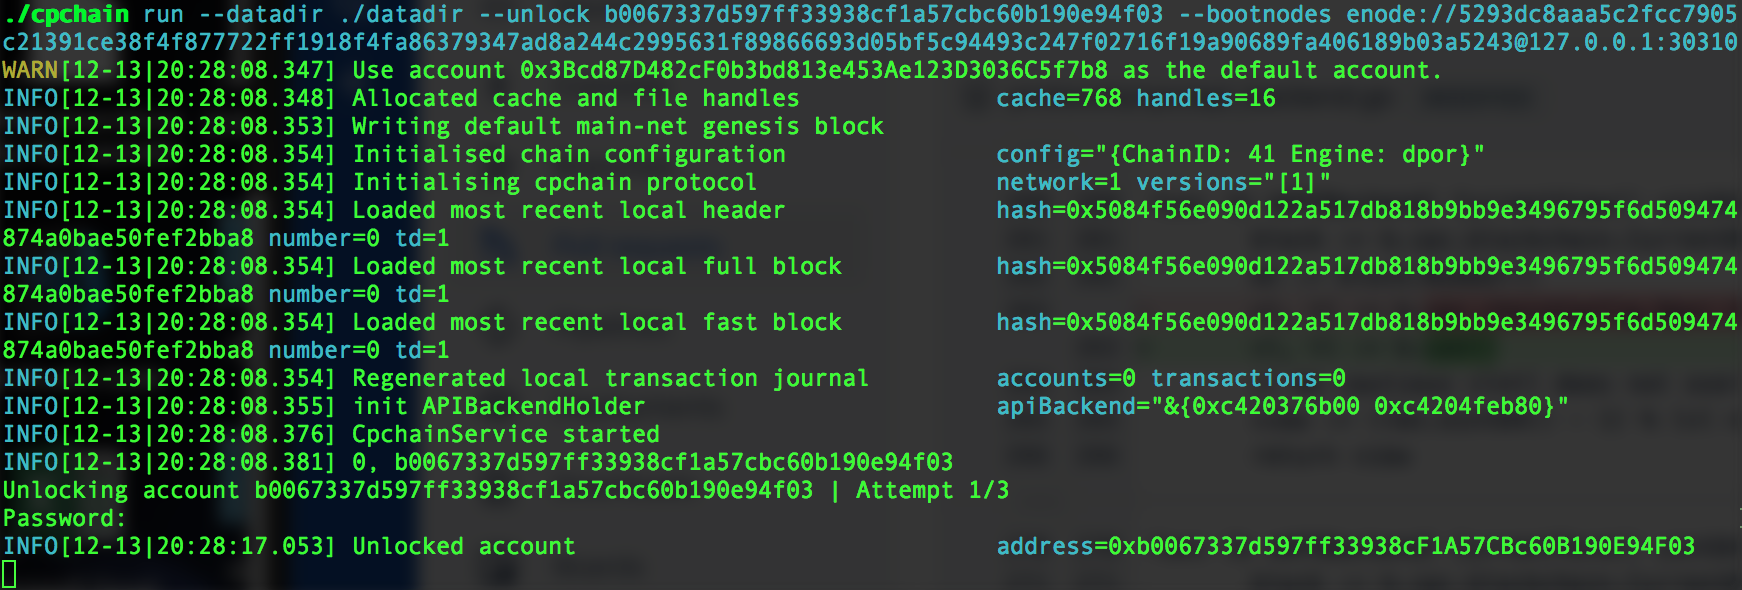 ./cpchain run --datadir ./datadir --unlock b0067337d597ff33938cf1a57cbc60b190e94f03 --bootnodes enode://5293dc8aaa5c2fcc7905
c21391ce38f4f877722ff1918f4fa86379347ad8a244c2995631f89866693d05bf5c94493c247f02716f19a90689fa406189b03a5243@127.0.0.1:30310
WARN[12-13|20:28:08.347] Use account 0x3Bcd87D482cF0b3bd813e453Ae123D3036C5f7b8 as the default account.
INFO[12-13|20:28:08.348] Allocated cache and file handles cache=768 handles=16
INFO[12-13|20:28:08.353] Writing default main-net genesis block
INFO[12-13|20:28:08.354] Initialised chain configuration config="{ChainID: 41 Engine: dpor}"
INFO[12-13|20:28:08.354] Initialising cpchain protocol network=1 versions="[1]"
INFO[12-13|20:28:08.354] Loaded most recent local header hash=0x5084f56e090d122a517db818b9bb9e3496795f6d509474
874a0bae50fef2bba8 number=0 td=1
INFO[12-13|20:28:08.354] Loaded most recent local full block hash=0x5084f56e090d122a517db818b9bb9e3496795f6d509474
874a0bae50fef2bba8 number=0 td=1
INFO[12-13|20:28:08.354] Loaded most recent local fast block hash=0x5084f56e090d122a517db818b9bb9e3496795f6d509474
874a0bae50fef2bba8 number=0 td=1
INFO[12-13|20:28:08.354] Regenerated local transaction journal accounts=0 transactions=0
INFO[12-13|20:28:08.355] init APIBackendHolder apiBackend="&{0xc420376b00 0xc4204feb80}"
INFO[12-13|20:28:08.376] CpchainService started
INFO[12-13|20:28:08.381] 0, b0067337d597ff33938cf1a57cbc60b190e94f03
Unlocking account b0067337d597ff33938cf1a57cbc60b190e94f03 | Attempt 1/3
Password:
INFO[12-13|20:28:17.053] Unlocked account address=0xb0067337d597ff33938cF1A57CBc60B190E94F03